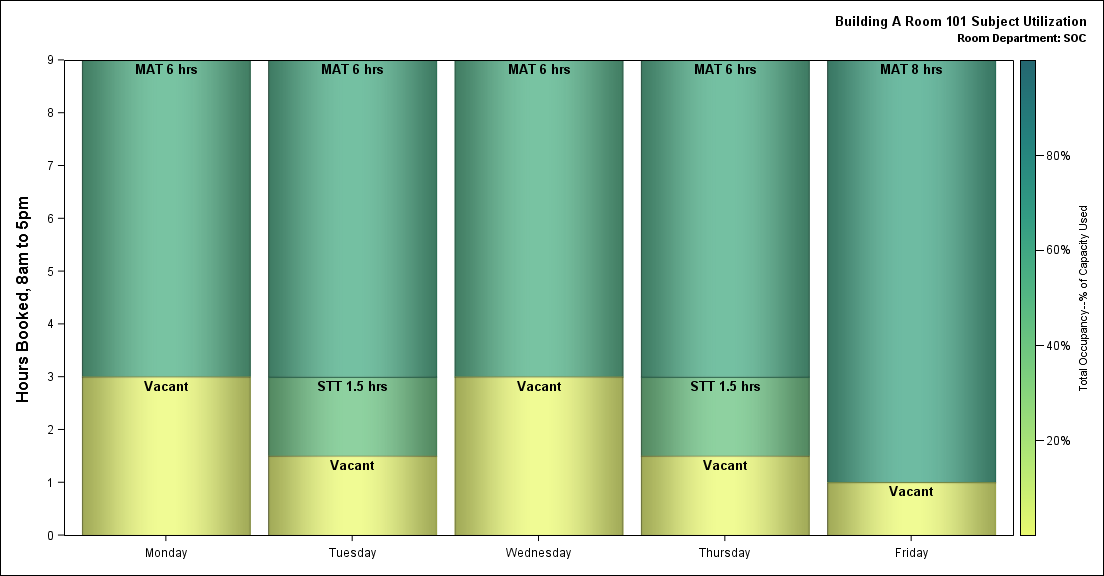 Building A Room 101 Subject Utilization
Room Department: SOC
Hours Booked, 8am to 5pm
9
8
7
6
5
4
3
2
1
0
MAT 6 hrs
Vacant
MAT 6 hrs
STT 1.5 hrs
Vacant
MAT 6 hrs
Vacant
MAT 6 hrs
STT 1.5 hrs
Vacant
MAT 8 hrs
Vacant
Monday
Tuesday
Wednesday
Thursday
Friday
80%
60%
40%
20%
Total Occupancy--% of Capacity Used